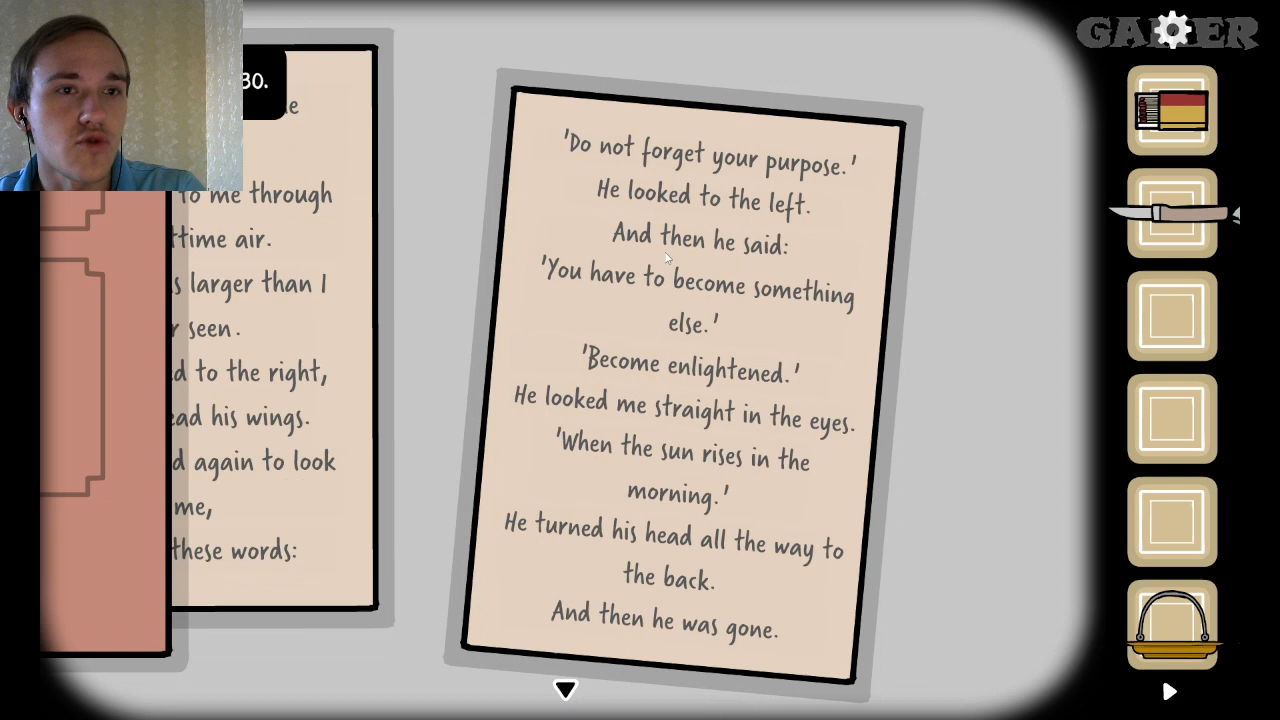 GAMER
30.
e
to me through
ttime air.
s larger than I
r seen.
d to the right,
ead his wings.
d again to look
me,
these words:
'Do not forget your purpose.'
He looked to the left.
And then he said:
'You have to become something
else.'
'Become enlightened.'
He looked me straight in the eyes.
'When the sun rises in the
morning.'
He turned his head all the way to
the back.
And then he was gone.